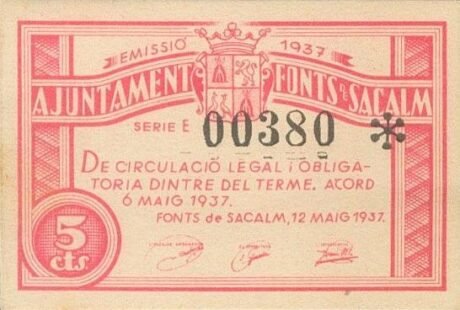 EMISSIÓ 1937
AJUNTAMENT FONTS DE SACALM
SERIE E 00380 *
DE CIRCULACIÓ LEGAL i OBLIGA-
TORIA DINTRE DEL TERME. ACORD
6 MAIG 1937.
FONTS de SACALM, 12 MAIG 1937.
5
cts